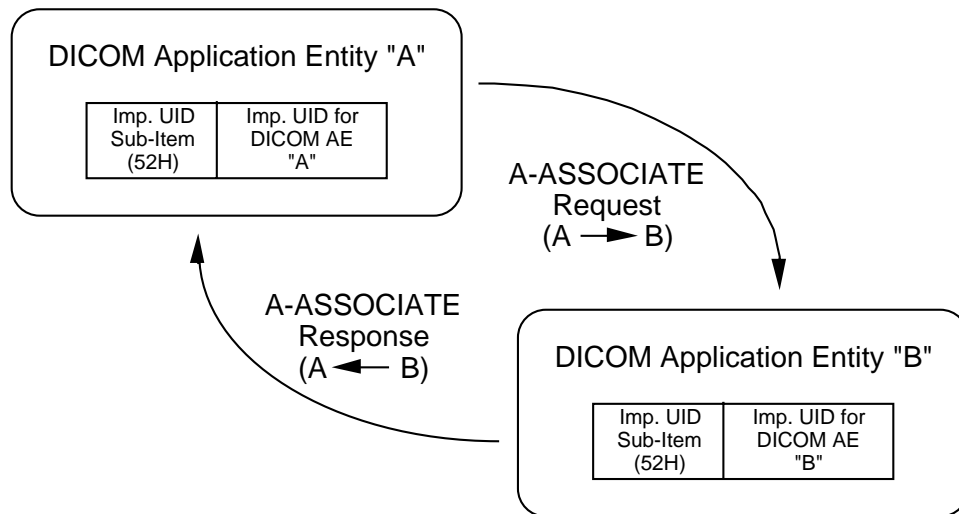 DICOM Application Entity "A"
Imp. UID
Sub-Item
(52H)
Imp. UID for
DICOM AE
"A"
A-ASSOCIATE
Request
(A → B)
A-ASSOCIATE
Response
(A ← B)
DICOM Application Entity "B"
Imp. UID
Sub-Item
(52H)
Imp. UID for
DICOM AE
"B"